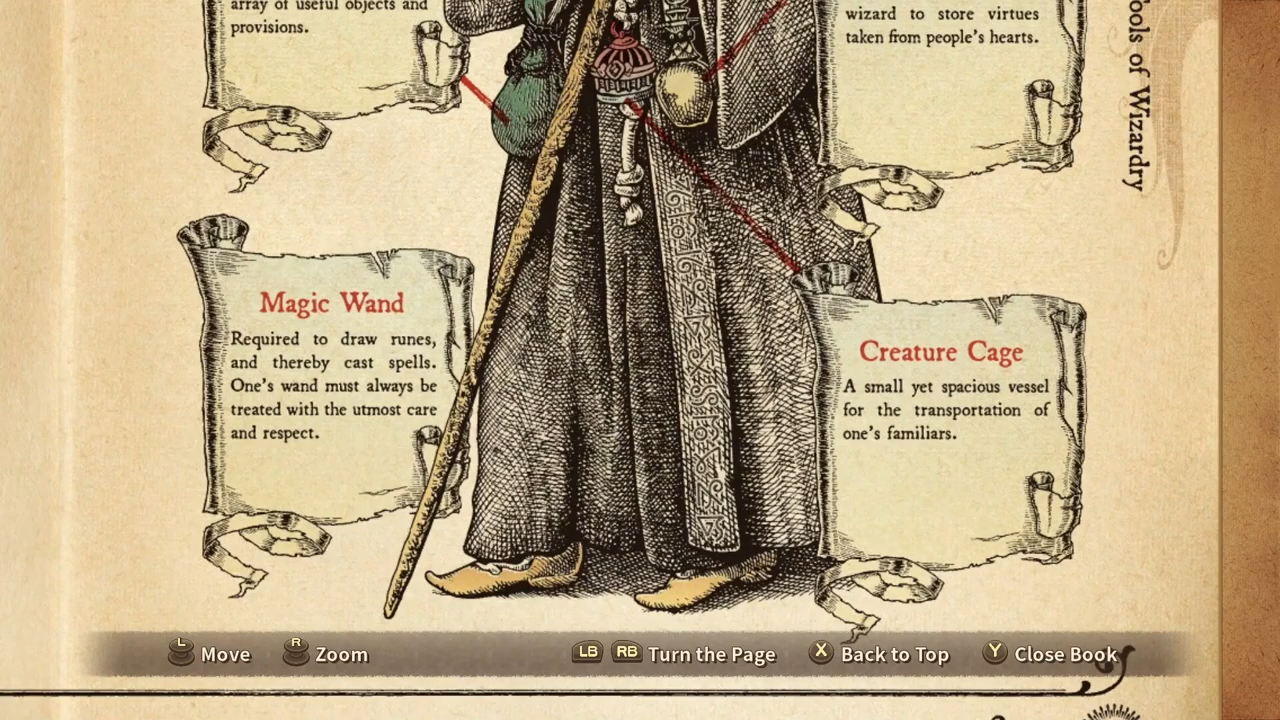 array of useful objects and
provisions.
wizard to store virtues
taken from people's hearts.
Tools of Wizardry
Magic Wand
Required to draw runes,
and thereby cast spells.
One's wand must always be
treated with the utmost care
and respect.
Creature Cage
A small yet spacious vessel
for the transportation of
one's familiars.
L Move R Zoom LB RB Turn the Page X Back to Top Y Close Book